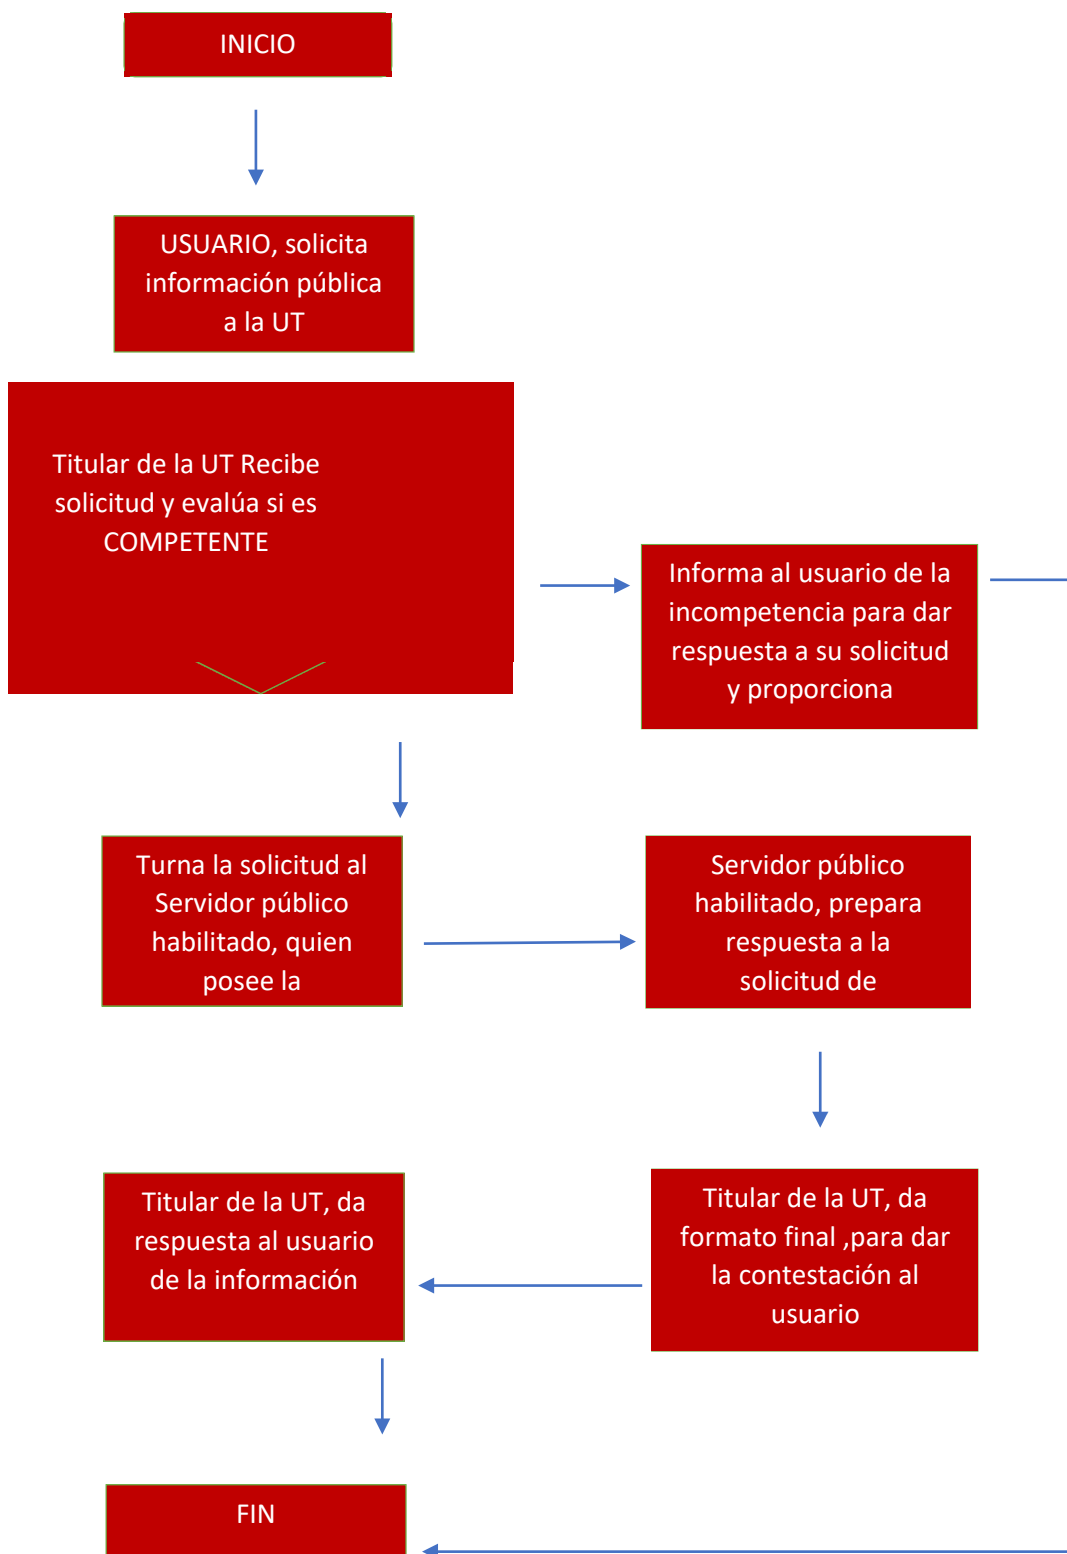 INICIO
USUARIO, solicita
información pública
a la UT
Titular de la UT Recibe
solicitud y evalúa si es
COMPETENTE
Informa al usuario de la
incompetencia para dar
respuesta a su solicitud
y proporciona
Turna la solicitud al
Servidor público
habilitado, quien
posee la
Servidor público
habilitado, prepara
respuesta a la
solicitud de
Titular de la UT, da
respuesta al usuario
de la información
Titular de la UT, da
formato final ,para dar
la contestación al
usuario
FIN